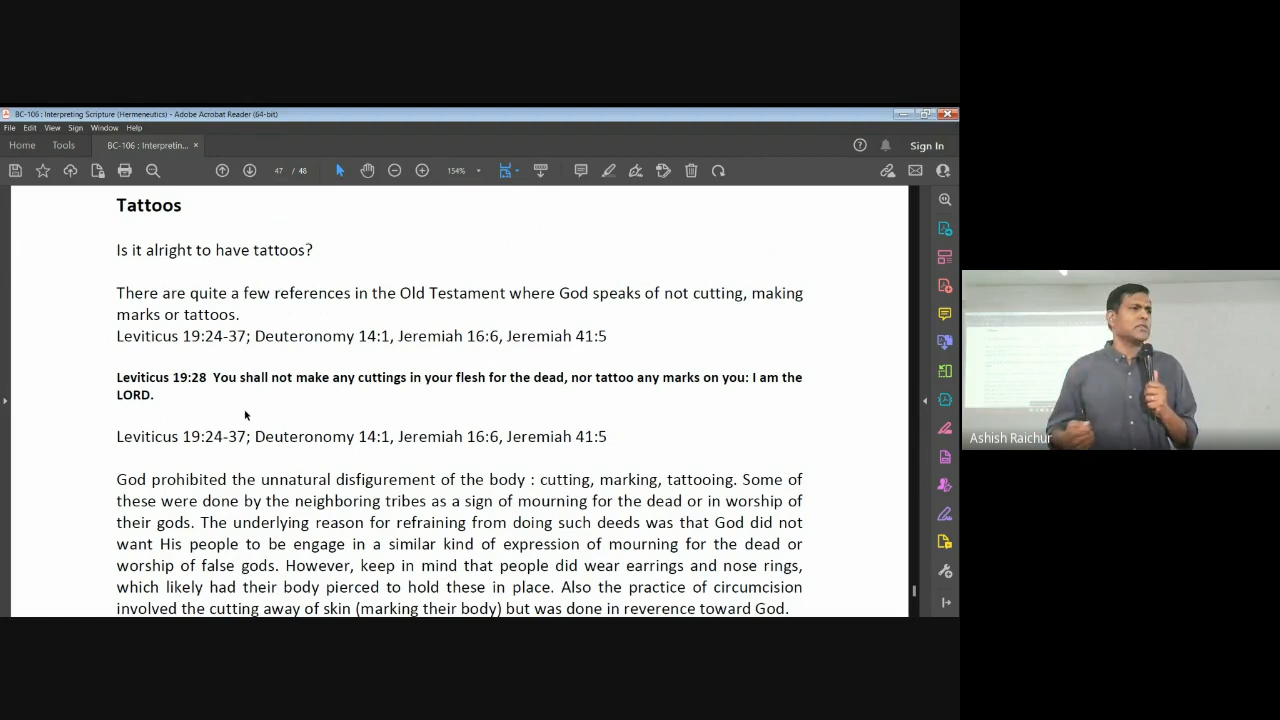 BC-106 : Interpreting Scripture (Hermeneutics) - Adobe Acrobat Reader (64-bit)
File Edit View Sign Window Help
Home Tools BC-106 : Interpretin... ×
Sign In
47 / 48 154%
Tattoos
Is it alright to have tattoos?
There are quite a few references in the Old Testament where God speaks of not cutting, making
marks or tattoos.
Leviticus 19:24-37; Deuteronomy 14:1, Jeremiah 16:6, Jeremiah 41:5
Leviticus 19:28 You shall not make any cuttings in your flesh for the dead, nor tattoo any marks on you: I am the
LORD.
Leviticus 19:24-37; Deuteronomy 14:1, Jeremiah 16:6, Jeremiah 41:5
God prohibited the unnatural disfigurement of the body : cutting, marking, tattooing. Some of
these were done by the neighboring tribes as a sign of mourning for the dead or in worship of
their gods. The underlying reason for refraining from doing such deeds was that God did not
want His people to be engage in a similar kind of expression of mourning for the dead or
worship of false gods. However, keep in mind that people did wear earrings and nose rings,
which likely had their body pierced to hold these in place. Also the practice of circumcision
involved the cutting away of skin (marking their body) but was done in reverence toward God.
Ashish Raichur